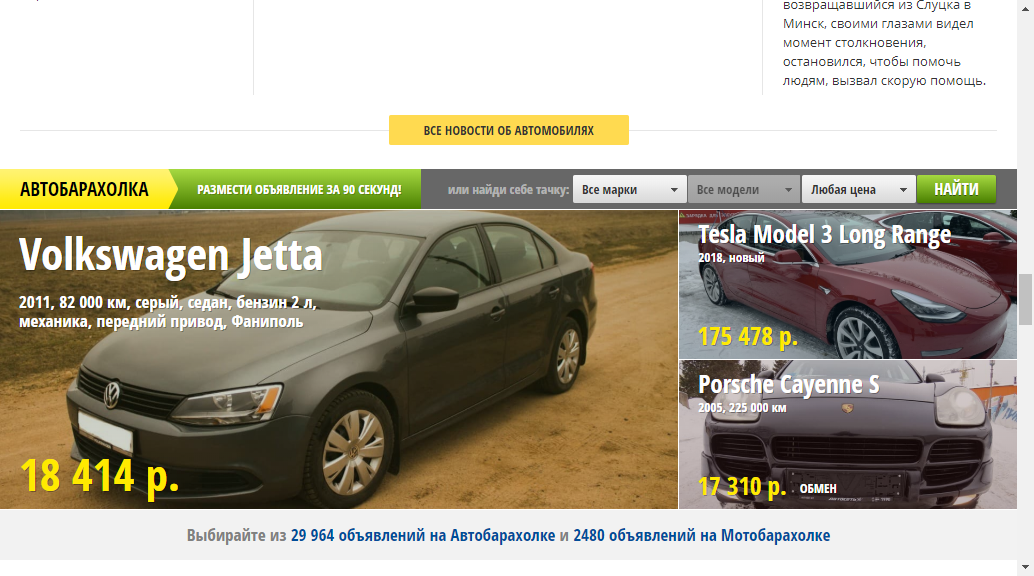 возвращавшийся из Слуцка в
Минск, своими глазами видел
момент столкновения,
остановился, чтобы помочь
людям, вызвал скорую помощь.
ВСЕ НОВОСТИ ОБ АВТОМОБИЛЯХ
АВТОБАРАХОЛКА
РАЗМЕСТИ ОБЪЯВЛЕНИЕ ЗА 90 СЕКУНД!
или найди себе тачку:
Все марки
Все модели
Любая цена
НАЙТИ
Volkswagen Jetta
2011, 82 000 км, серый, седан, бензин 2 л,
механика, передний привод, Фаниполь
18 414 р.
Tesla Model 3 Long Range
2018, новый
175 478 р.
Porsche Cayenne S
2005, 225 000 км
17 310 р. ОБМЕН
Выбирайте из 29 964 объявлений на Автобарахолке и 2480 объявлений на Мотобарахолке